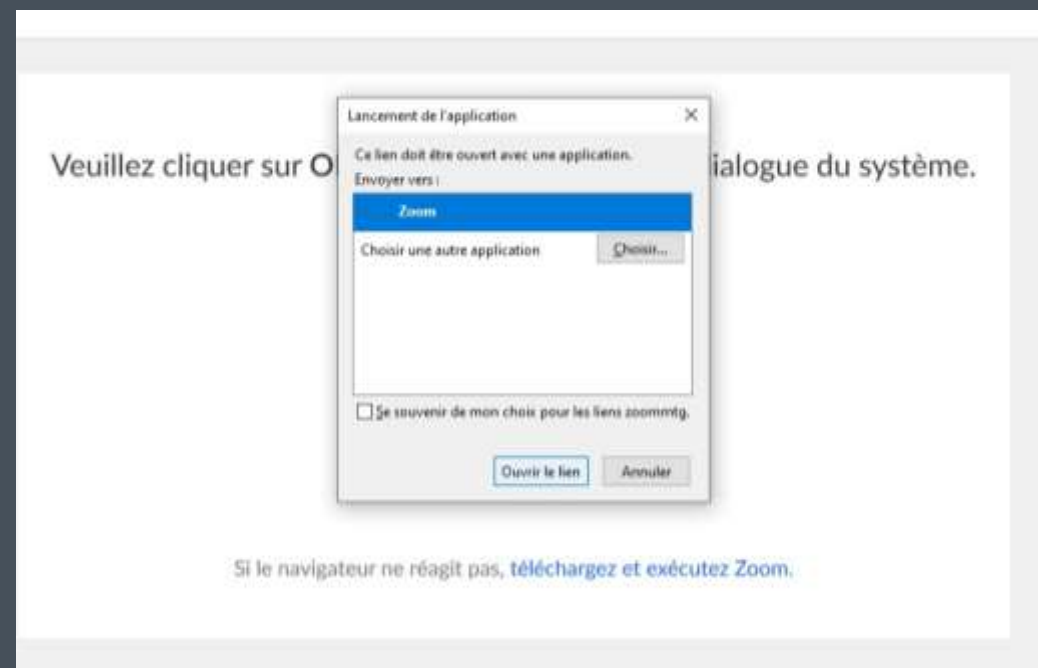 Lancement de l'application
Ce lien doit être ouvert avec une application.
Veuillez cliquer sur O ialogue du système.
Envoyer vers :
Zoom
Choisir une autre application Choisir...
Se souvenir de mon choix pour les liens zoommtg.
Ouvrir le lien Annuler
Si le navigateur ne réagit pas, téléchargez et exécutez Zoom.